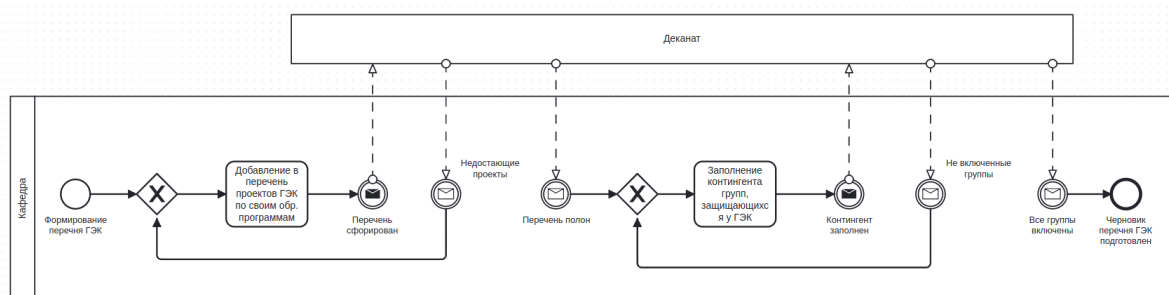 Деканат
Кафедра
Формирование
перечня ГЭК
Добавление в
перечень
проектов ГЭК
по своим обр.
программам
Перечень
сфорирован
Недостающие
проекты
Перечень полон
Заполнение
контингента
групп,
защищающихс
я у ГЭК
Контингент
заполнен
Не включенные
группы
Все группы
включены
Черновик
перечня ГЭК
подготовлен